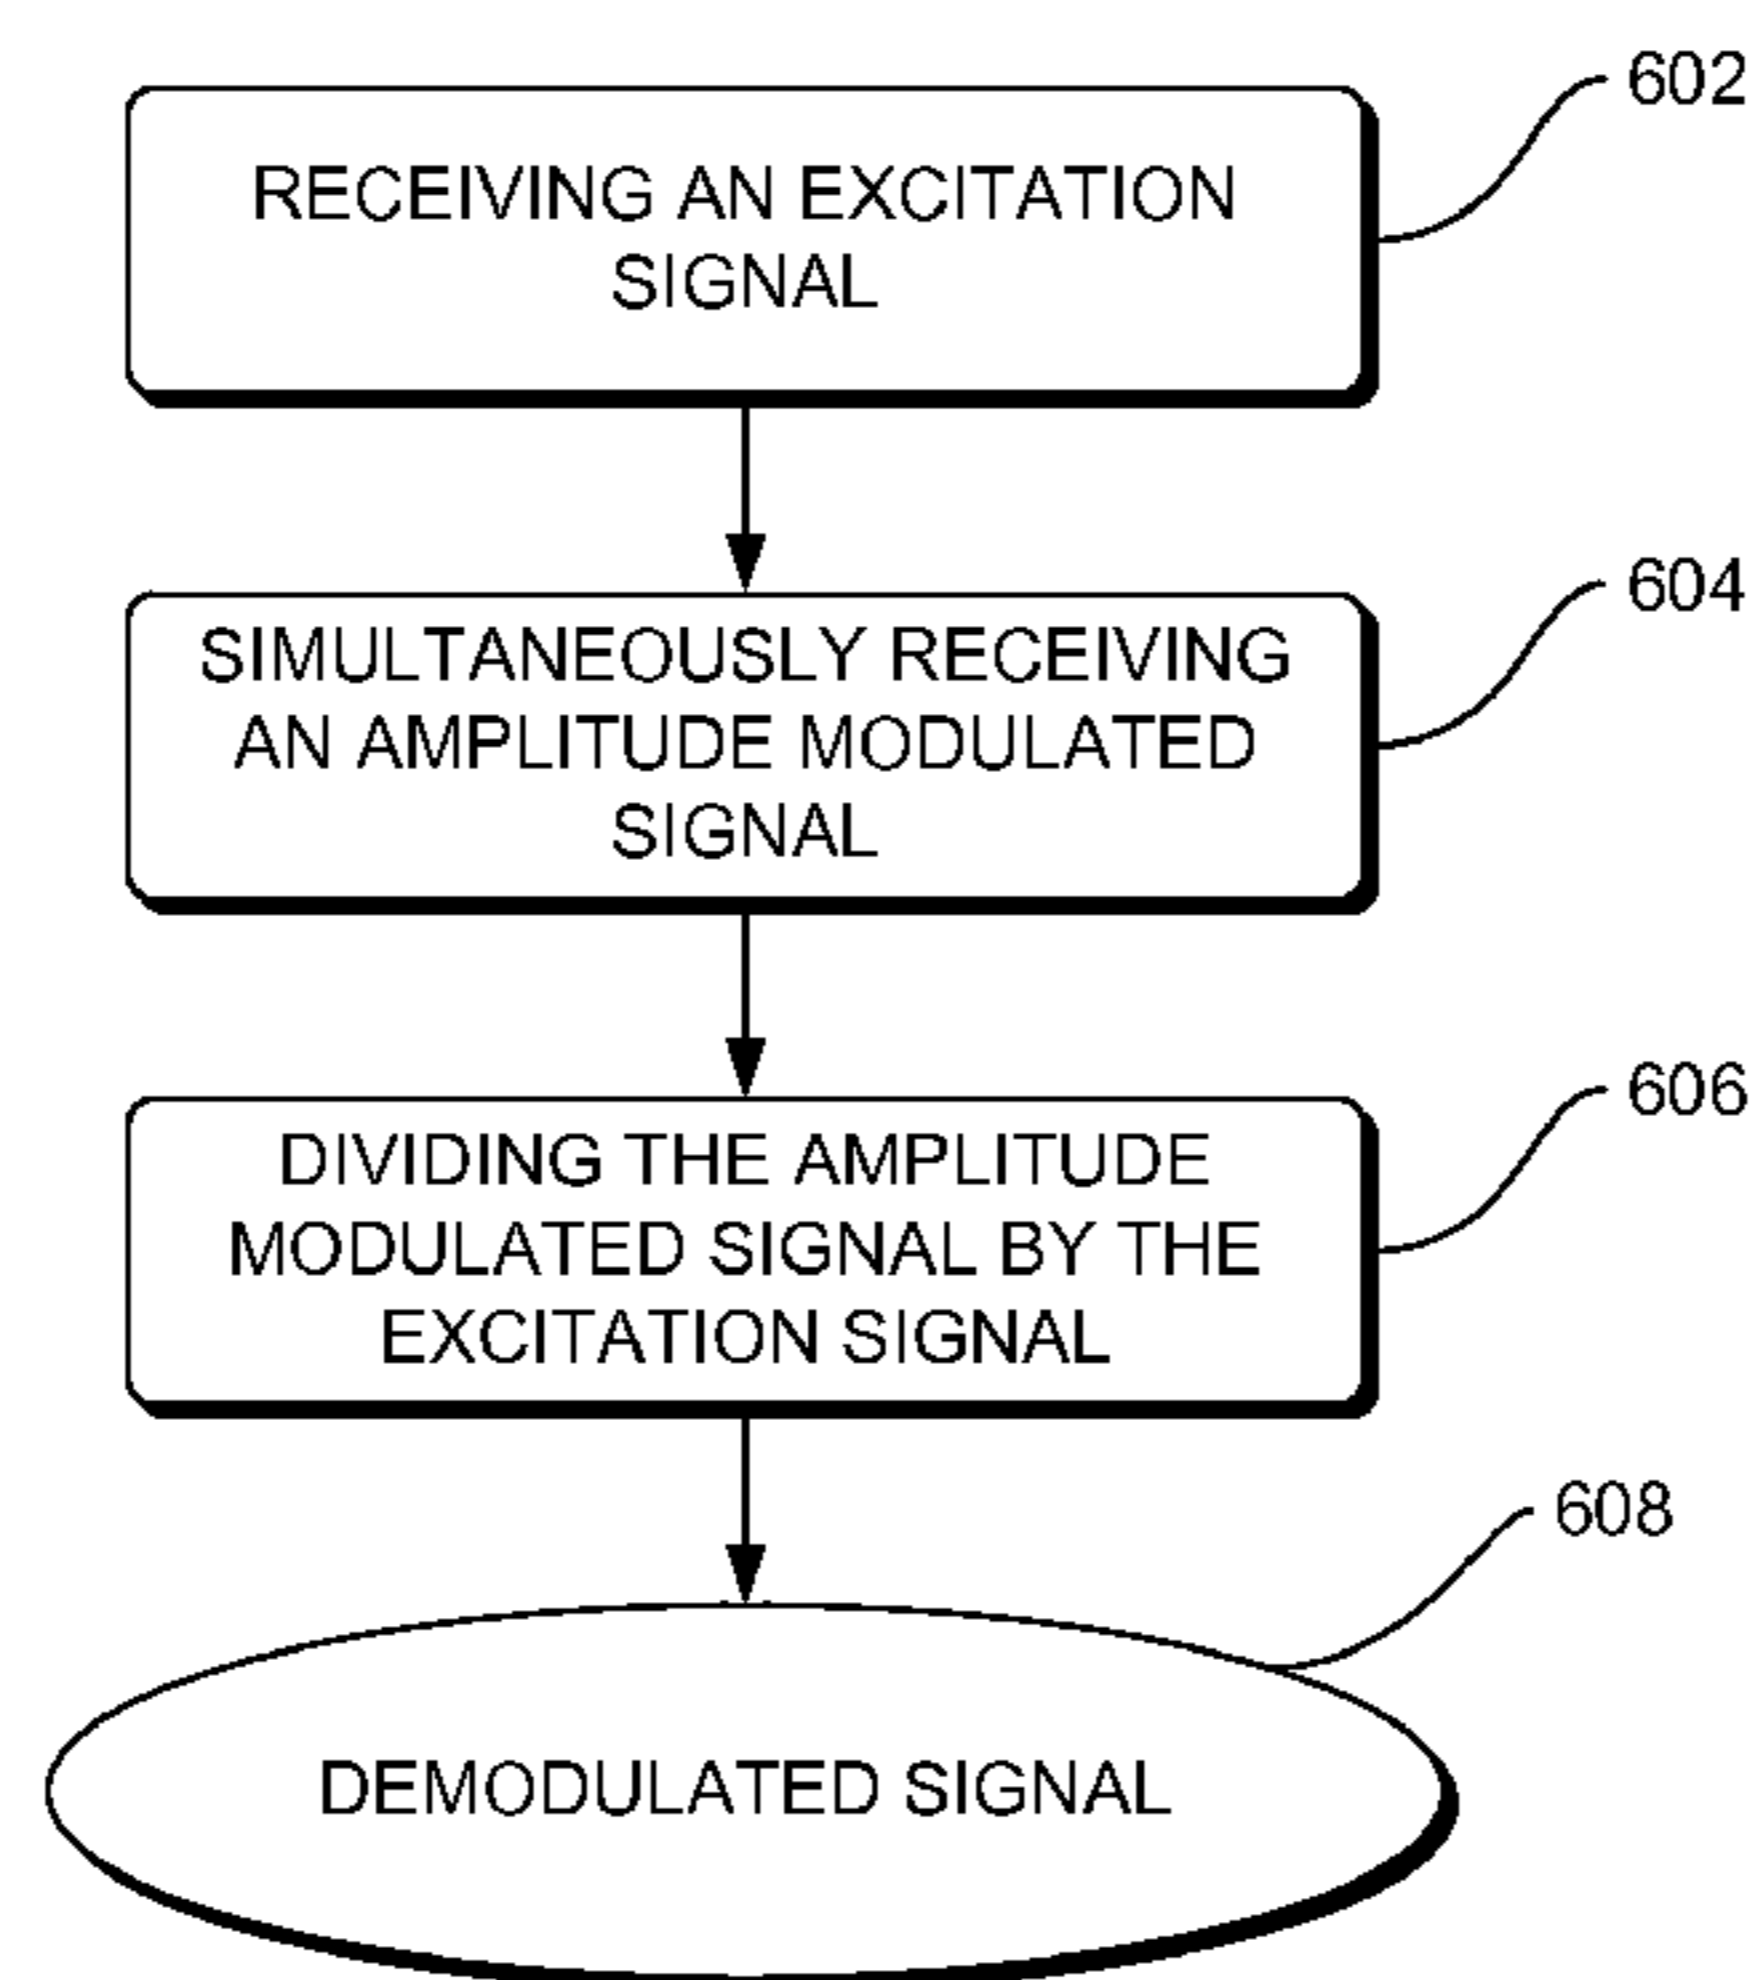 602
RECEIVING AN EXCITATION
SIGNAL
604
SIMULTANEOUSLY RECEIVING
AN AMPLITUDE MODULATED
SIGNAL
606
DIVIDING THE AMPLITUDE
MODULATED SIGNAL BY THE
EXCITATION SIGNAL
608
DEMODULATED SIGNAL